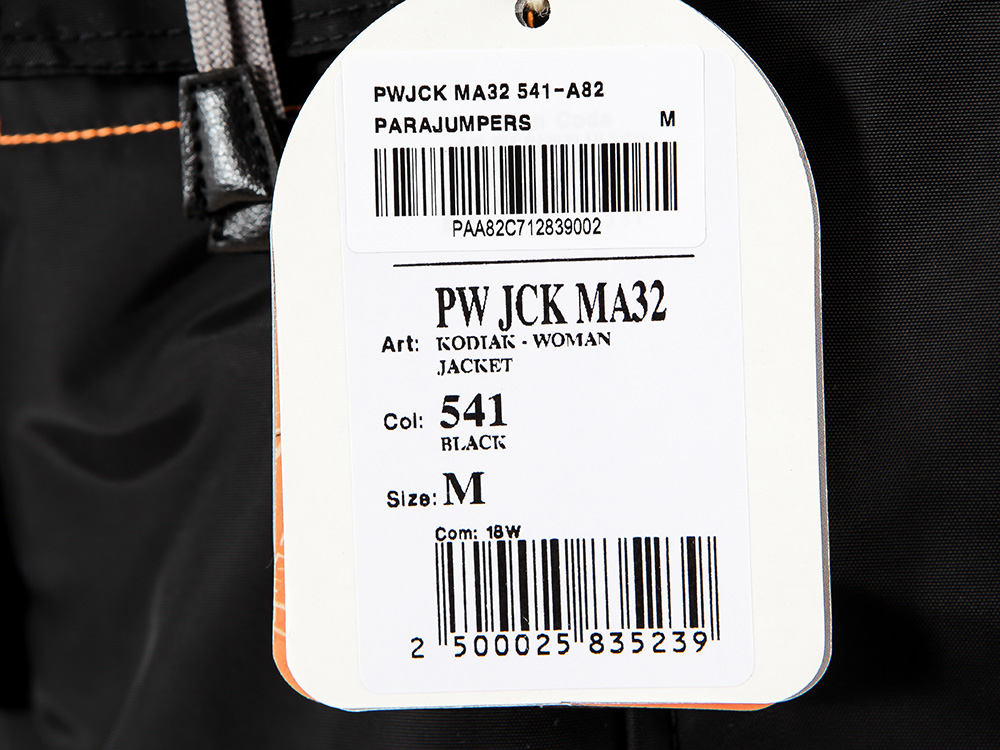 PWJCK MA32 541-A82
PARAJUMPERS M
PAA82C712839002
PW JCK MA32
Art: KODIAK - WOMAN
JACKET
Col: 541
BLACK
Size: M
Com: 18W
2 500025 835239